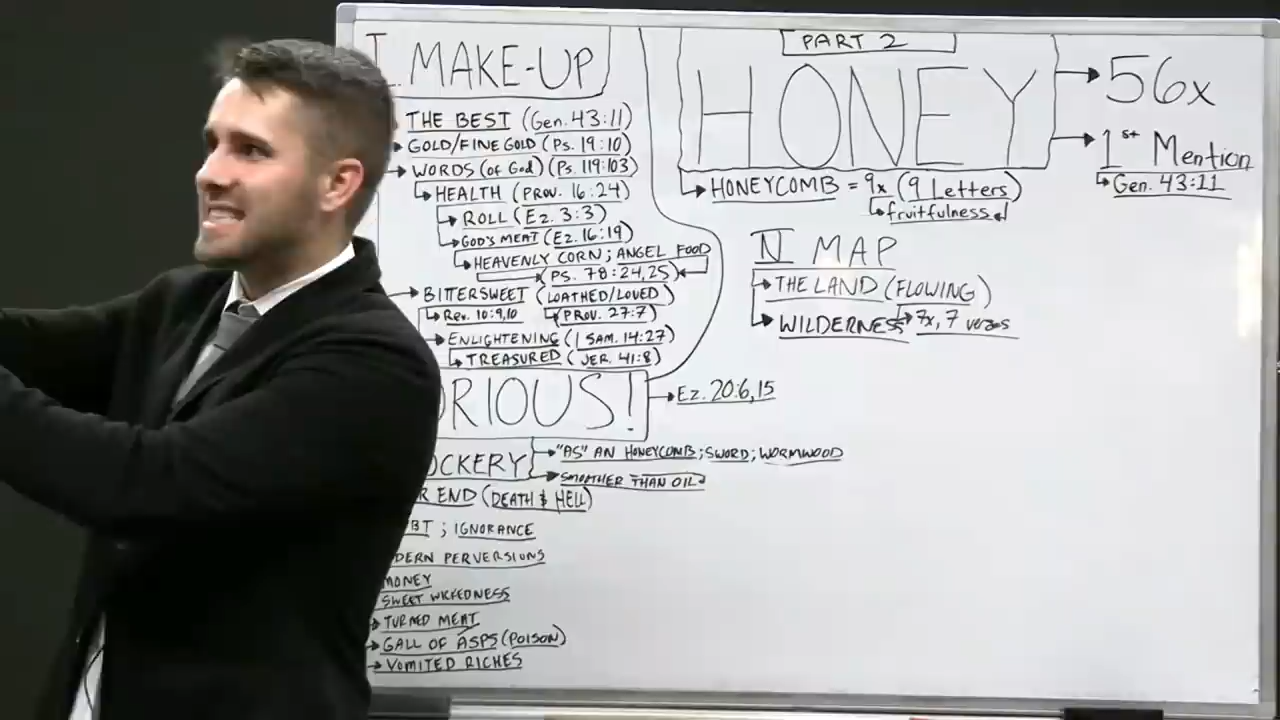 I. MAKE-UP
THE BEST (Gen. 43:11)
GOLD/FINE GOLD (Ps. 19:10)
WORDS (of God) (Ps. 119:103)
HEALTH (PROV. 16:24)
ROLL (Ez. 3:3)
GOD'S MEAT (Ez. 16:19)
HEAVENLY CORN ; ANGEL FOOD
(Ps. 78:24,25)
BITTERSWEET (LOATHED/LOVED)
Rev. 10:9,10 PROV. 27:7)
ENLIGHTENING (1 SAM. 14:27)
TREASURED (JER. 41:8)
RIOUS!
Ez. 20:6,15
OCKERY
"AS" AN HONEYCOMB ; SWORD ; WORMWOOD
SMOOTHER THAN OIL
R END (DEATH & HELL)
BT ; IGNORANCE
DERN PERVERSIONS
MONEY
SWEET WICKEDNESS
TURNED MEAT
GALL OF ASPS (POISON)
VOMITED RICHES
PART 2
HONEY
56x
1st Mention
Gen. 43:11
HONEYCOMB = 9x (9 Letters)
fruitfulness
IV MAP
THE LAND (FLOWING)
WILDERNESS 7x, 7 verses